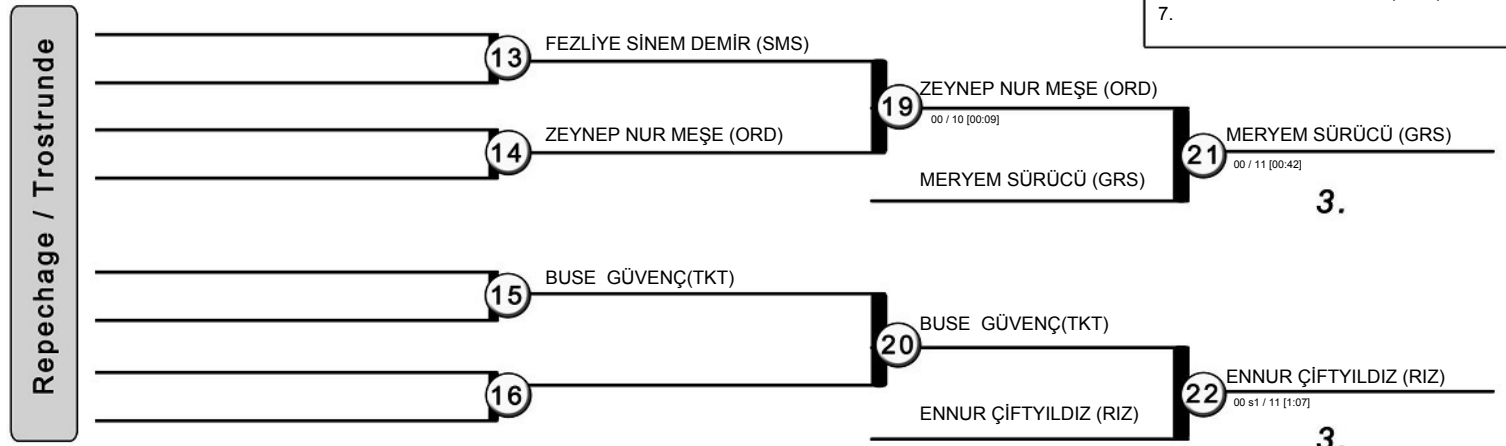 Repechage / Trostrunde
7.
13
FEZLİYE SİNEM DEMİR (SMS)
14
ZEYNEP NUR MEŞE (ORD)
19
ZEYNEP NUR MEŞE (ORD)
00 / 10 [00:09]
MERYEM SÜRÜCÜ (GRS)
21
MERYEM SÜRÜCÜ (GRS)
00 / 11 [00:42]
3.
15
BUSE GÜVENÇ(TKT)
16
20
BUSE GÜVENÇ(TKT)
ENNUR ÇİFTYILDIZ (RIZ)
22
ENNUR ÇİFTYILDIZ (RIZ)
00 s1 / 11 [1:07]
3.